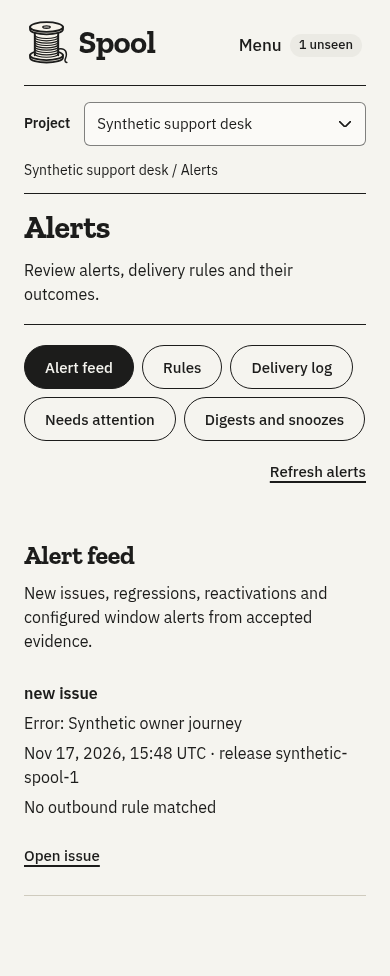 Spool
Menu 1 unseen
Project Synthetic support desk
Synthetic support desk / Alerts
Alerts
Review alerts, delivery rules and their
outcomes.
Alert feed Rules Delivery log
Needs attention Digests and snoozes
Refresh alerts
Alert feed
New issues, regressions, reactivations and
configured window alerts from accepted
evidence.
new issue
Error: Synthetic owner journey
Nov 17, 2026, 15:48 UTC · release synthetic-
spool-1
No outbound rule matched
Open issue